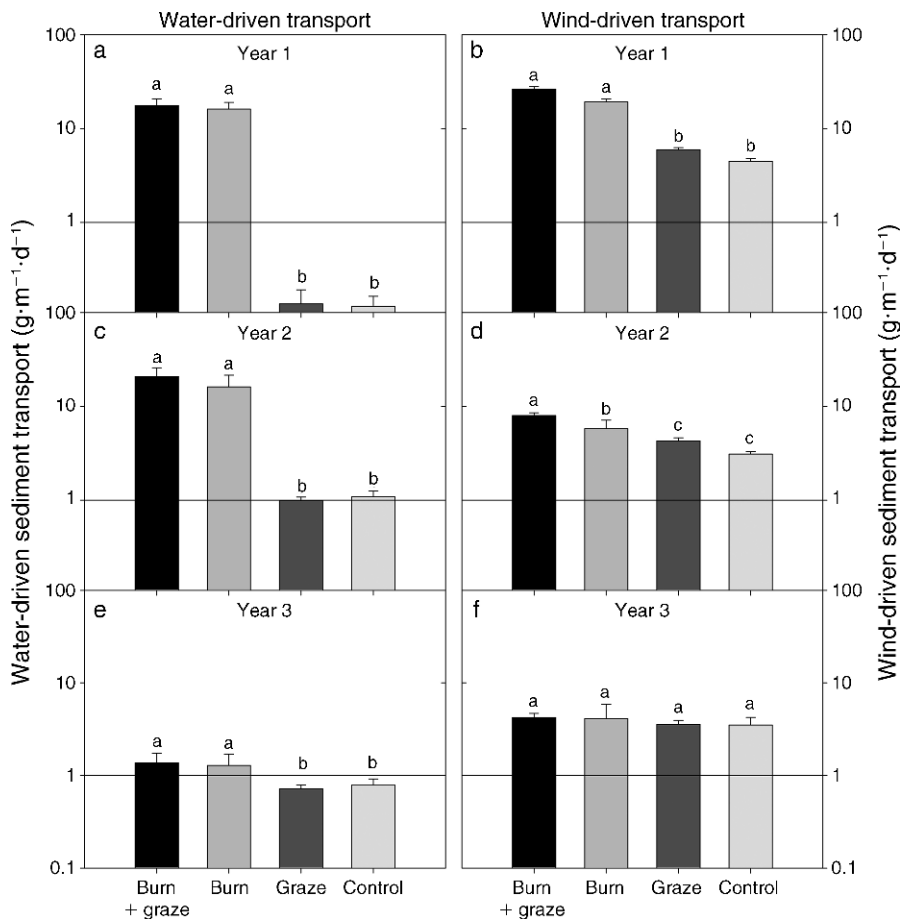 Water-driven transport
Wind-driven transport
Water-driven sediment transport (g·m⁻¹·d⁻¹)
Wind-driven sediment transport (g·m⁻¹·d⁻¹)
a
Year 1
100
10
1
a
a
b
b
b
Year 1
100
10
1
a
a
b
b
c
Year 2
100
10
1
a
a
b
b
d
Year 2
100
10
1
a
b
c
c
e
Year 3
100
10
1
0.1
a
a
b
b
f
Year 3
100
10
1
0.1
a
a
a
a
Burn
+ graze
Burn
Graze
Control
Burn
+ graze
Burn
Graze
Control